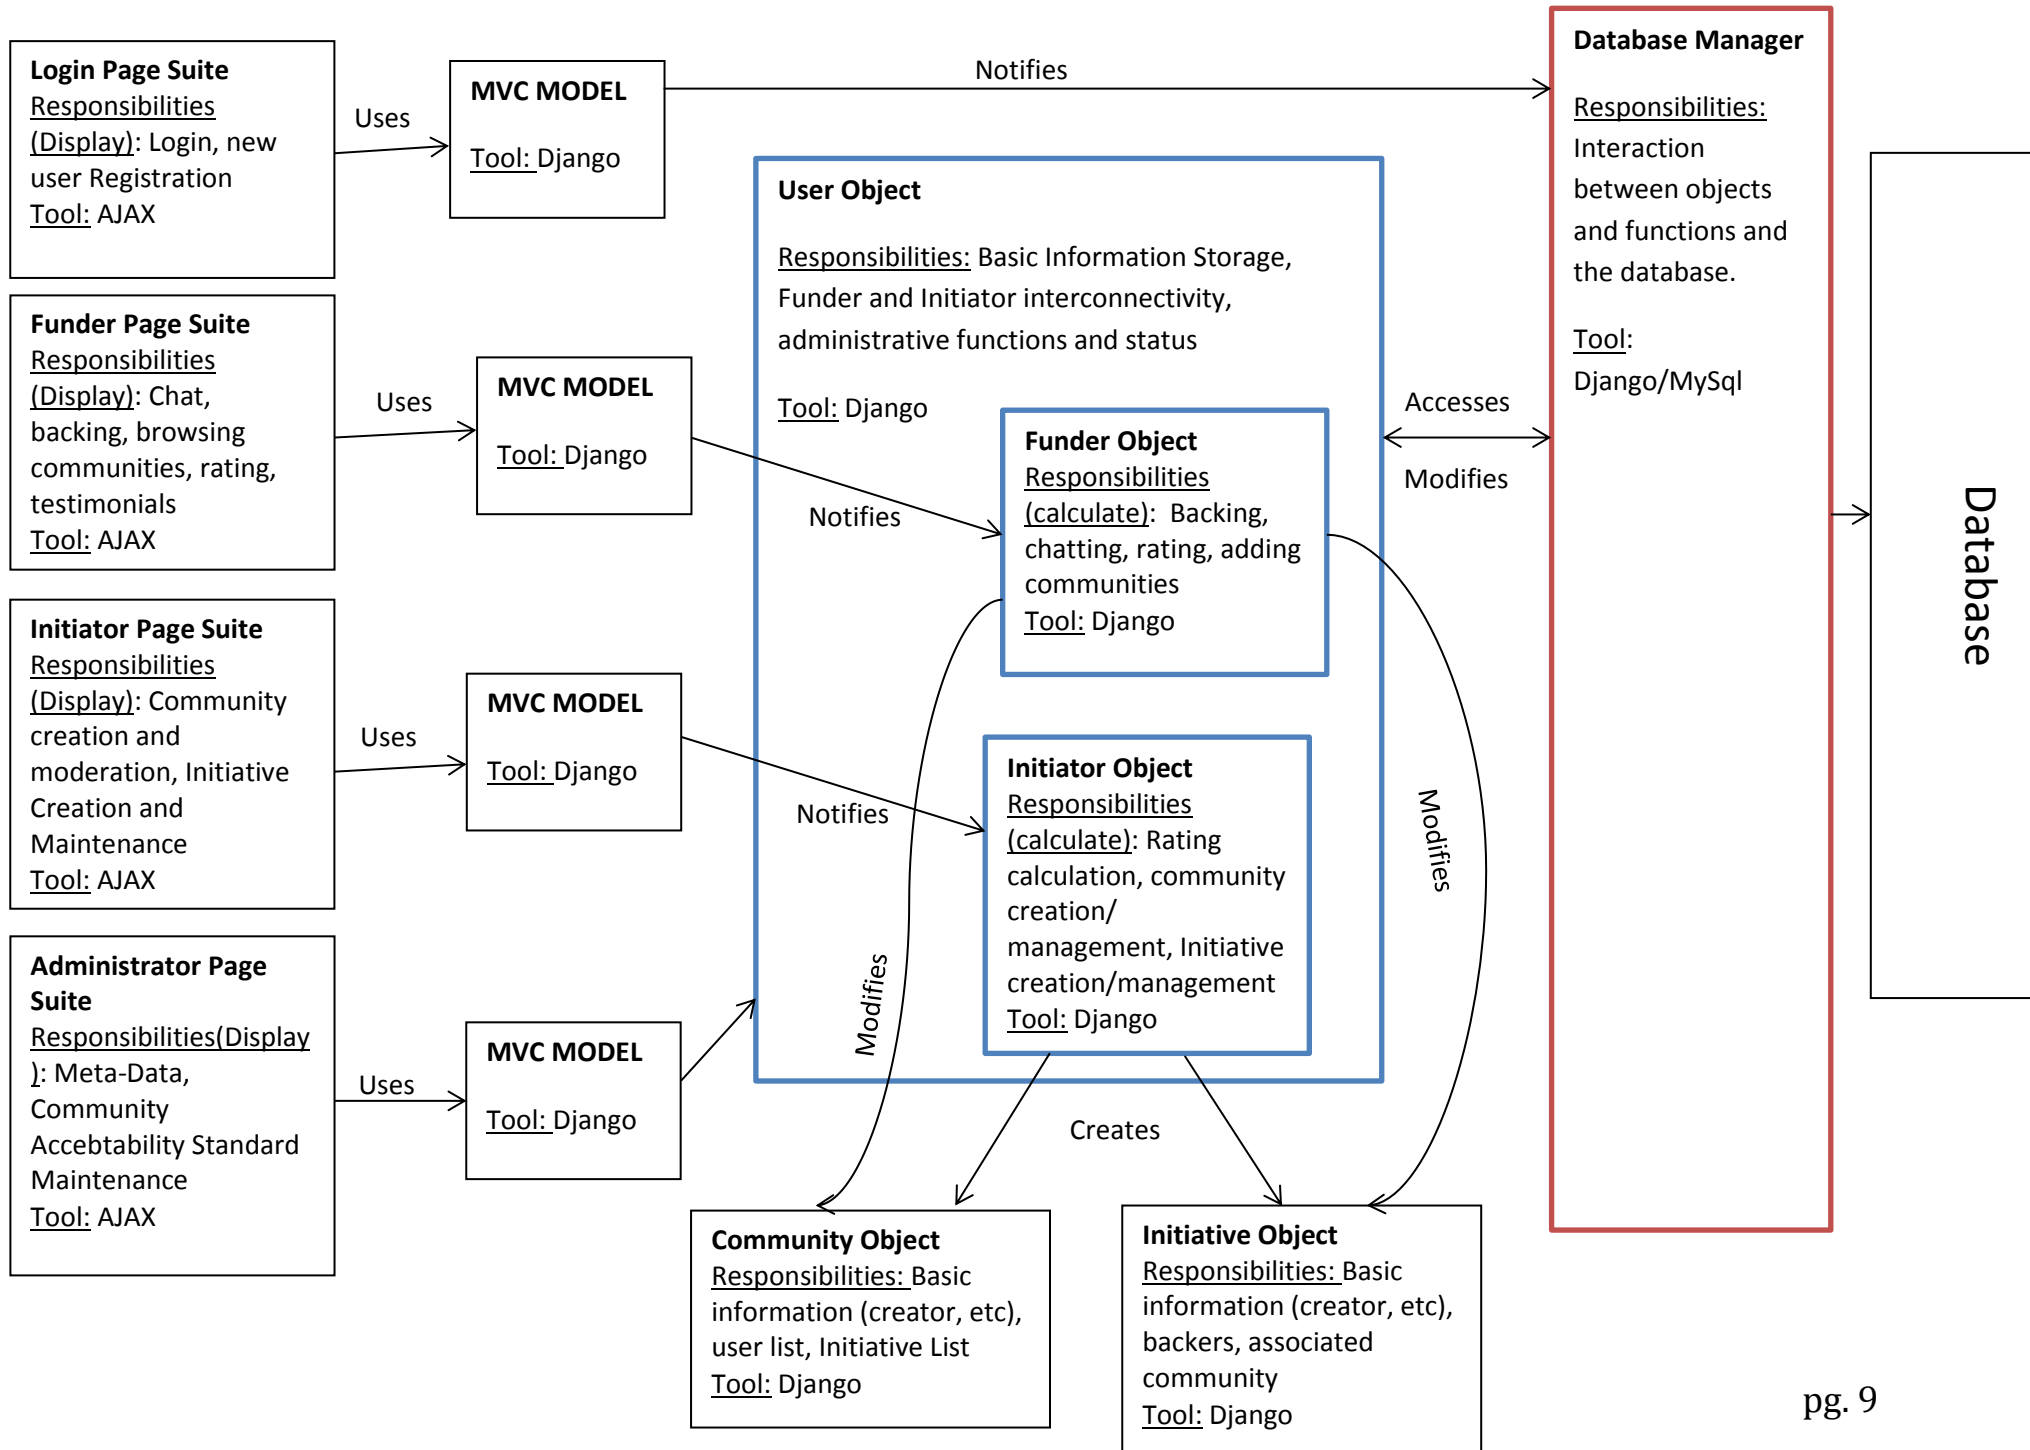 Login Page Suite
Responsibilities
(Display): Login, new
user Registration
Tool: AJAX
Uses
MVC MODEL
Tool: Django
Notifies
Funder Page Suite
Responsibilities
(Display): Chat,
backing, browsing
communities, rating,
testimonials
Tool: AJAX
Uses
MVC MODEL
Tool: Django
Notifies
Initiator Page Suite
Responsibilities
(Display): Community
creation and
moderation, Initiative
Creation and
Maintenance
Tool: AJAX
Uses
MVC MODEL
Tool: Django
Notifies
Administrator Page
Suite
Responsibilities(Display
): Meta-Data,
Community
Accebtability Standard
Maintenance
Tool: AJAX
Uses
MVC MODEL
Tool: Django
User Object
Responsibilities: Basic Information Storage,
Funder and Initiator interconnectivity,
administrative functions and status
Tool: Django
Funder Object
Responsibilities
(calculate):  Backing,
chatting, rating, adding
communities
Tool: Django
Initiator Object
Responsibilities
(calculate): Rating
calculation, community
creation/
management, Initiative
creation/management
Tool: Django
Modifies
Modifies
Creates
Community Object
Responsibilities: Basic
information (creator, etc),
user list, Initiative List
Tool: Django
Initiative Object
Responsibilities: Basic
information (creator, etc),
backers, associated
community
Tool: Django
Accesses
Modifies
Database Manager
Responsibilities:
Interaction
between objects
and functions and
the database.
Tool:
Django/MySql
Database
pg. 9